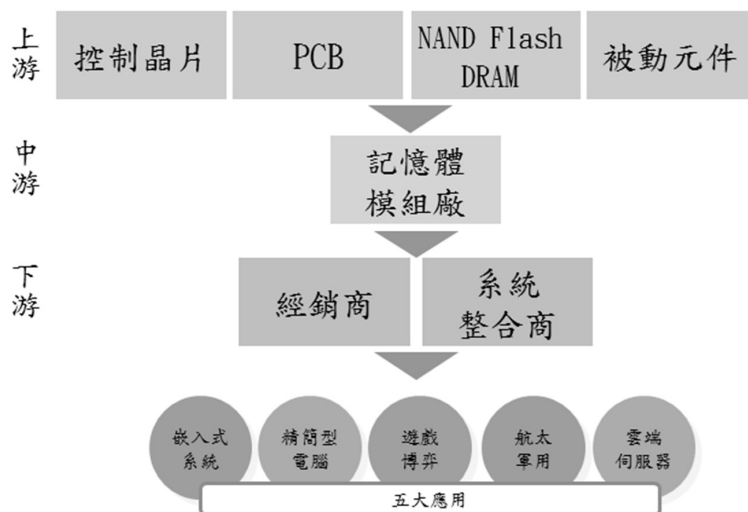 上游
控制晶片
PCB
NAND Flash
DRAM
被動元件
中游
記憶體
模組廠
下游
經銷商
系統
整合商
嵌入式
系統
精簡型
電腦
遊戲
博弈
航太
軍用
雲端
伺服器
五大應用